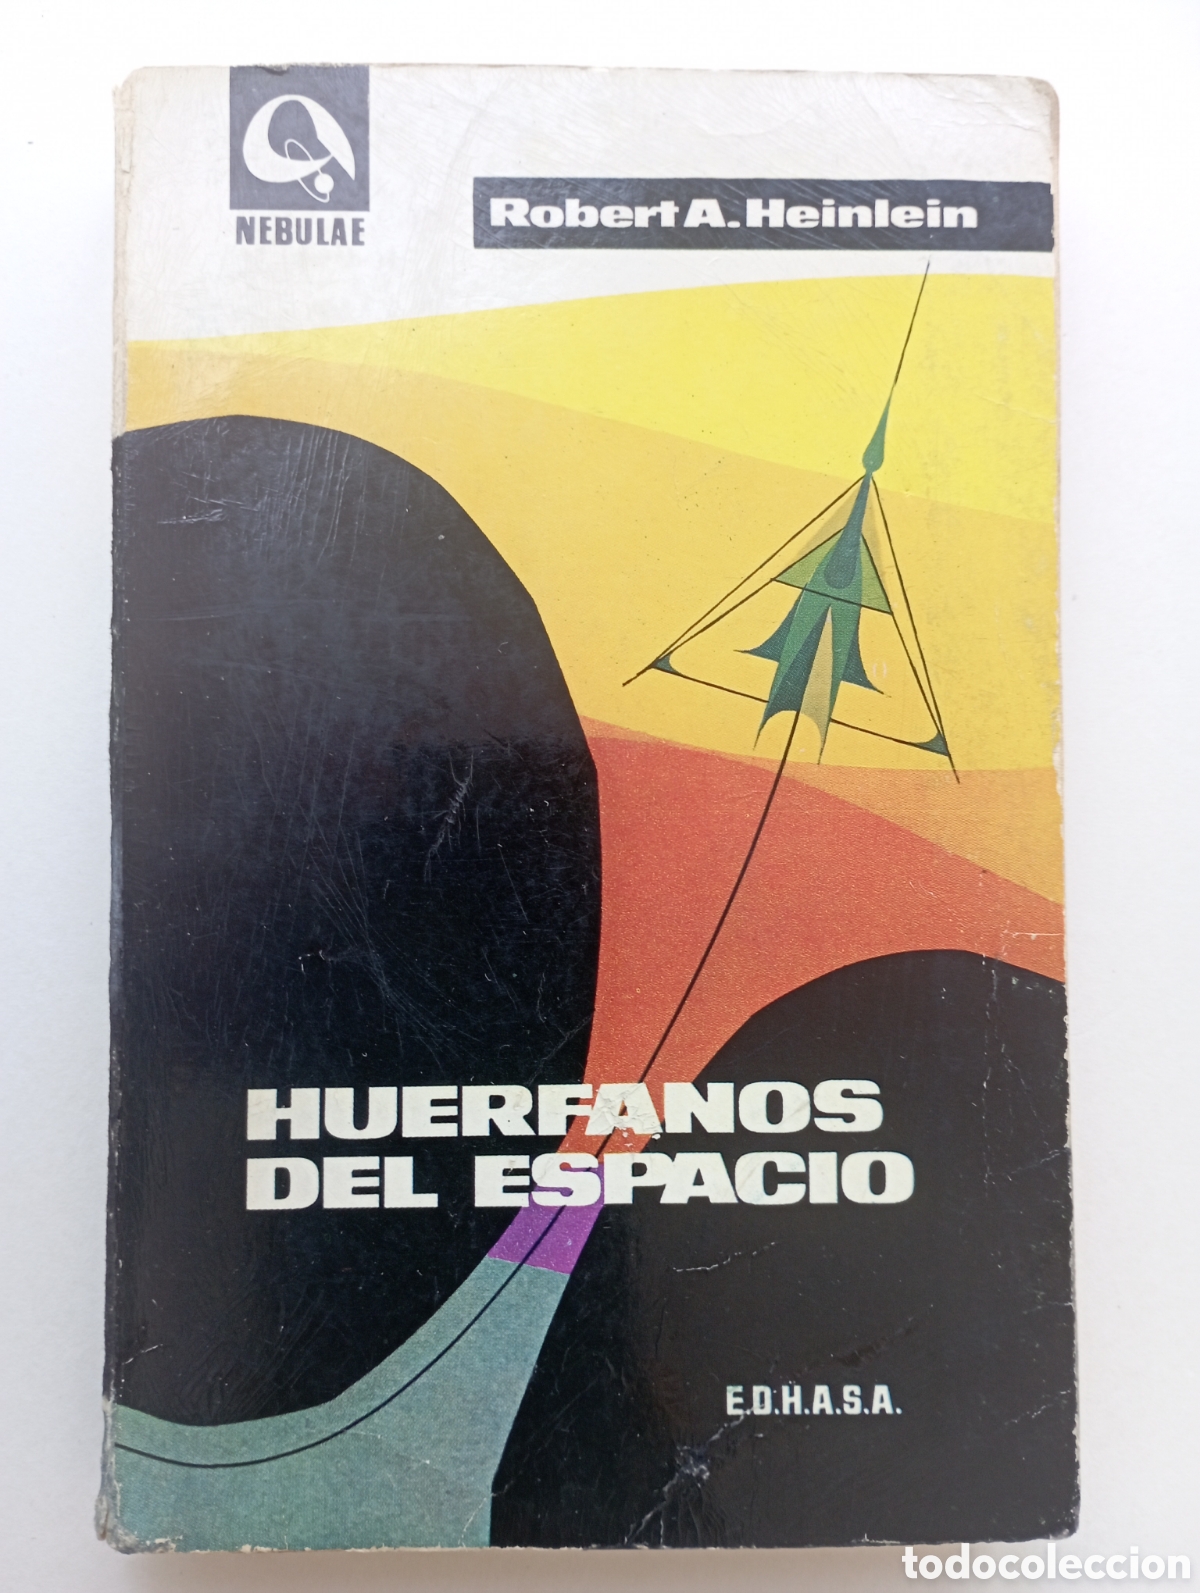 NEBULAE
Robert A. Heinlein
HUERFANOS
DEL ESPACIO
E.D.H.A.S.A.
todocoleccion